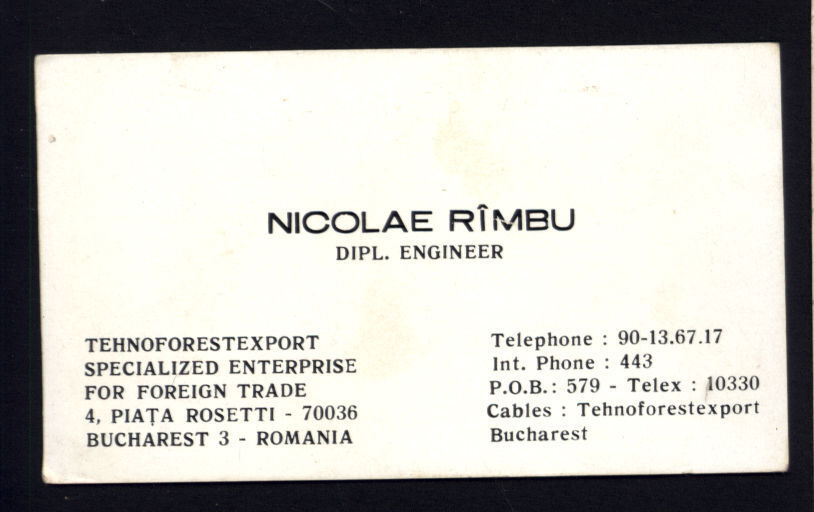 NICOLAE RÎMBU
DIPL. ENGINEER
TEHNOFORESTEXPORT
SPECIALIZED ENTERPRISE
FOR FOREIGN TRADE
4, PIAȚA ROSETTI - 70036
BUCHAREST 3 - ROMANIA
Telephone : 90-13.67.17
Int. Phone : 443
P.O.B.: 579 - Telex : 10330
Cables : Tehnoforestexport
Bucharest